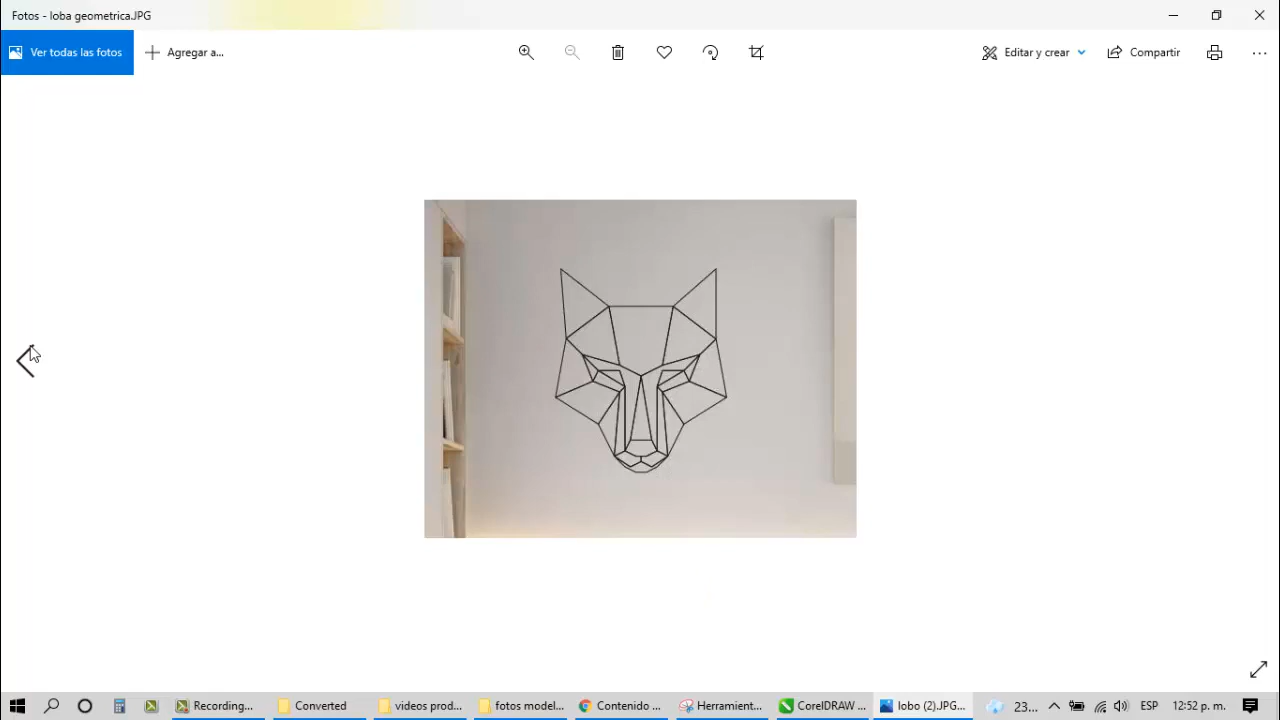 Fotos - loba geometrica.JPG
Ver todas las fotos
Agregar a...
Editar y crear
Compartir
Recording...
Converted
videos prod...
fotos model...
Contenido ...
Herramient...
CorelDRAW ...
lobo (2).JPG...
23...
ESP
12:52 p. m.